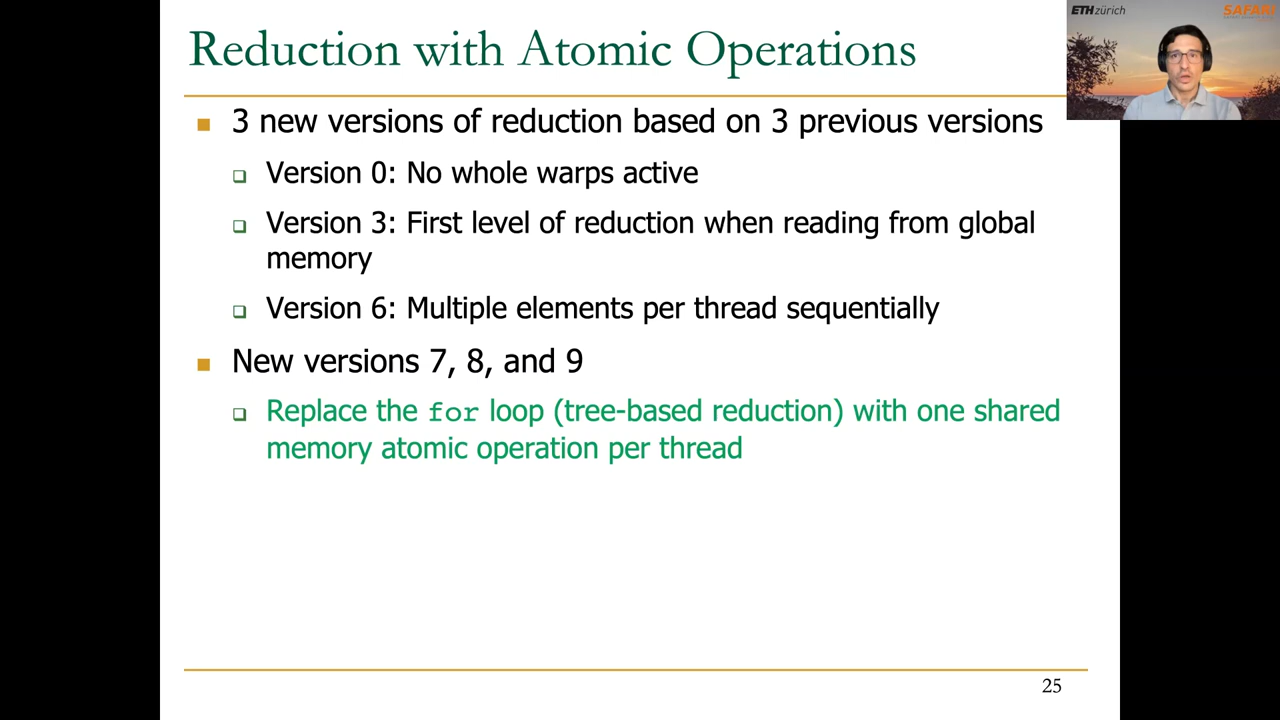 Reduction with Atomic Operations
3 new versions of reduction based on 3 previous versions
Version 0: No whole warps active
Version 3: First level of reduction when reading from global
memory
Version 6: Multiple elements per thread sequentially
New versions 7, 8, and 9
Replace the for loop (tree-based reduction) with one shared
memory atomic operation per thread
25
ETH zürich
SAFARI